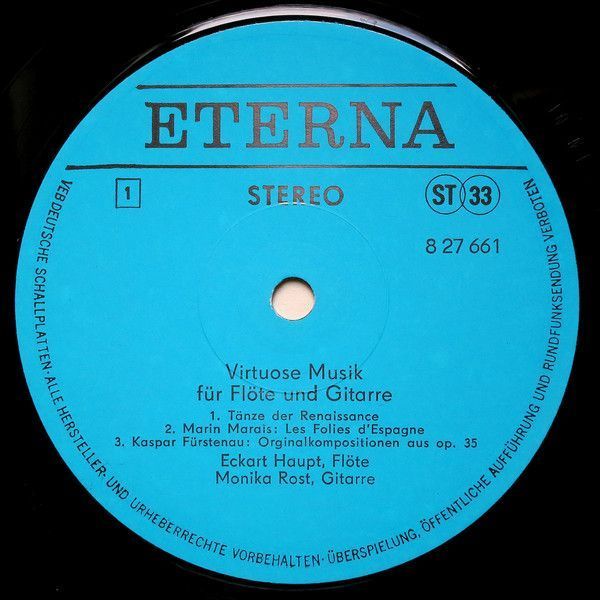 ETERNA
1
STEREO
ST 33
8 27 661
Virtuose Musik
für Flöte und Gitarre
1. Tänze der Renaissance
2. Marin Marais: Les Folies d'Espagne
3. Kaspar Fürstenau: Orginalkompositionen aus op. 35
Eckart Haupt, Flöte
Monika Rost, Gitarre
VEB DEUTSCHE SCHALLPLATTEN · ALLE HERSTELLER- UND URHEBERRECHTE VORBEHALTEN · ÜBERSPIELUNG, ÖFFENTLICHE AUFFÜHRUNG UND RUNDFUNKSENDUNG VERBOTEN